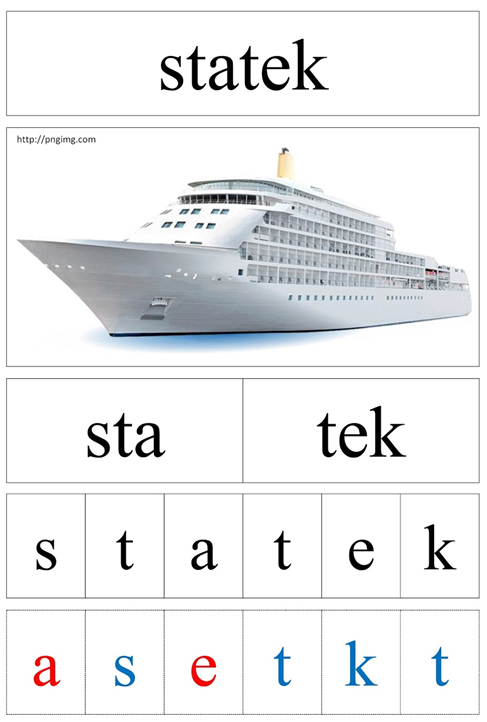 statek
http://pngimg.com
sta tek
s t a t e k
a s e t k t